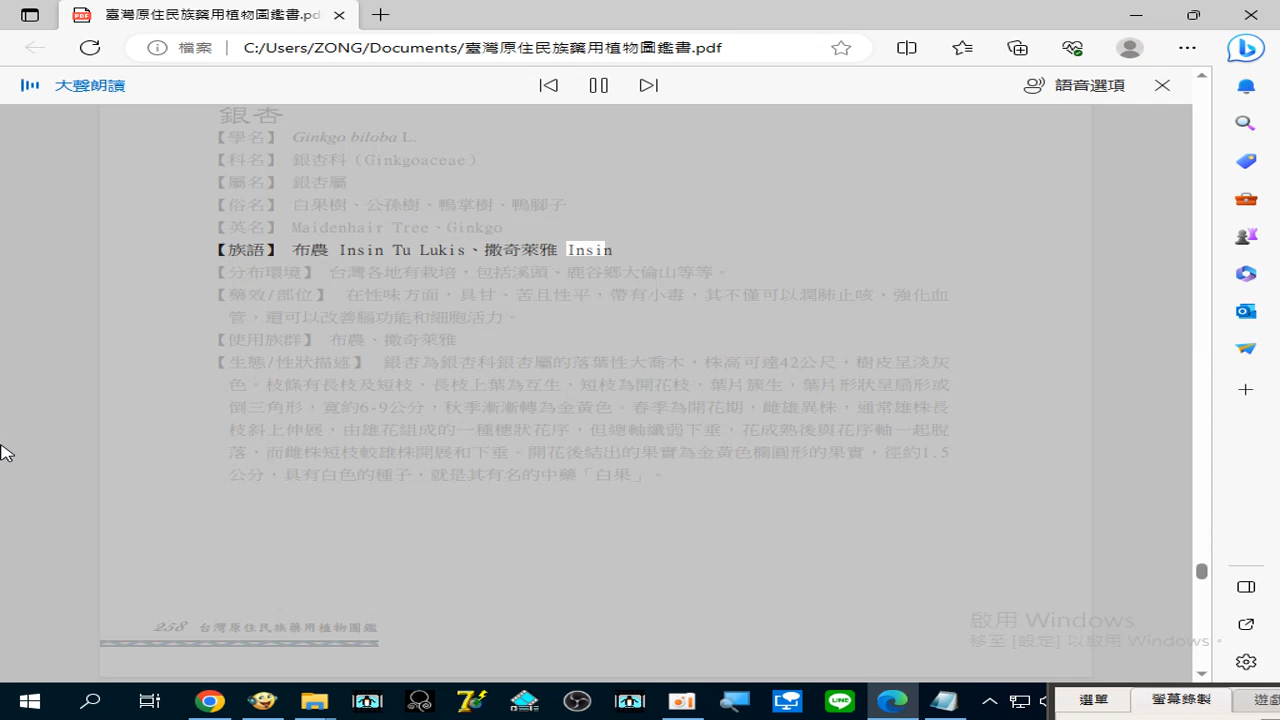 臺灣原住民族藥用植物圖鑑書.pd
檔案
C:/Users/ZONG/Documents/臺灣原住民族藥用植物圖鑑書.pdf
大聲朗讀
語音選項
銀杏
【學名】 Ginkgo biloba L.
【科名】 銀杏科（Ginkgoaceae）
【屬名】 銀杏屬
【俗名】 白果樹、公孫樹、鴨掌樹、鴨腳子
【英名】 Maidenhair Tree、Ginkgo
【族語】 布農 Insin Tu Lukis、撒奇萊雅 Insin
【分布環境】 台灣各地有栽培，包括溪頭、鹿谷鄉大倫山等等。
【藥效/部位】 在性味方面，具甘、苦且性平，帶有小毒，其不僅可以潤肺止咳、強化血
管，還可以改善腦功能和細胞活力。
【使用族群】 布農、撒奇萊雅
【生態/性狀描述】 銀杏為銀杏科銀杏屬的落葉性大喬木，株高可達42公尺，樹皮呈淡灰
色。枝條有長枝及短枝，長枝上葉為互生，短枝為開花枝，葉片簇生，葉片形狀呈扇形或
倒三角形，寬約6-9公分，秋季漸漸轉為金黃色。春季為開花期，雌雄異株，通常雄株長
枝斜上伸展，由雄花組成的一種穗狀花序，但總軸纖弱下垂，花成熟後與花序軸一起脫
落，而雌株短枝較雄株開展和下垂。開花後結出的果實為金黃色橢圓形的果實，徑約1.5
公分，具有白色的種子，就是其有名的中藥「白果」。
258 台灣原住民族藥用植物圖鑑
啟用 Windows
移至 [設定] 以啟用 Windows。
選單
螢幕錄製
遊戲